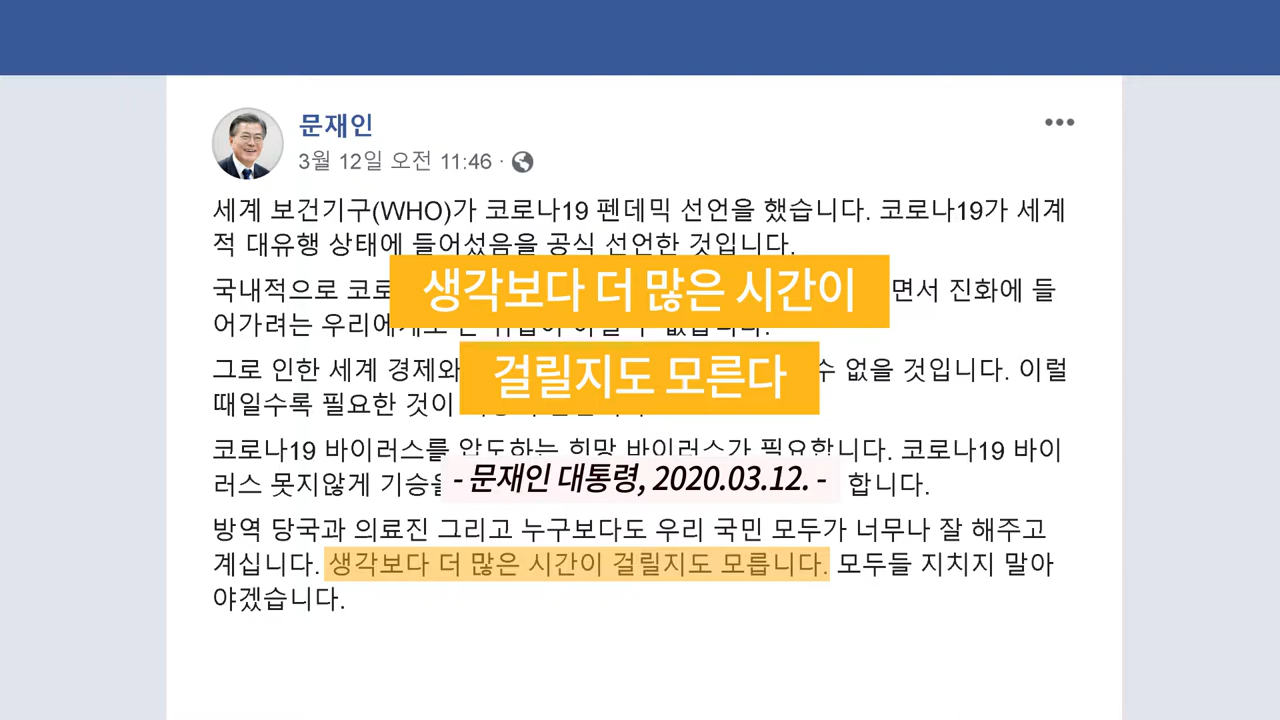 문재인
3월 12일 오전 11:46 ·
세계 보건기구(WHO)가 코로나19 펜데믹 선언을 했습니다. 코로나19가 세계
적 대유행 상태에 들어섰음을 공식 선언한 것입니다.
국내적으로 면서 진화에 들
생각보다 더 많은 시간이
어가려는 우리에게도
그로 인한 세계 경제와 수 없을 것입니다. 이럴
걸릴지도 모른다
때일수록 필요한 것이
코로나19 바이러스를 압도하는 희망 바이러스가 필요합니다. 코로나19 바이
러스 못지않게 기승을 합니다.
- 문재인 대통령, 2020.03.12. -
방역 당국과 의료진 그리고 누구보다도 우리 국민 모두가 너무나 잘 해주고
계십니다. 생각보다 더 많은 시간이 걸릴지도 모릅니다. 모두들 지치지 말아
야겠습니다.